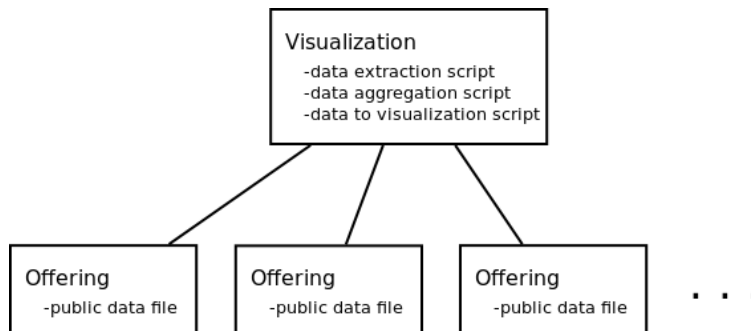 Visualization
-data extraction script
-data aggregation script
-data to visualization script
Offering
-public data file
Offering
-public data file
Offering
-public data file
. . .